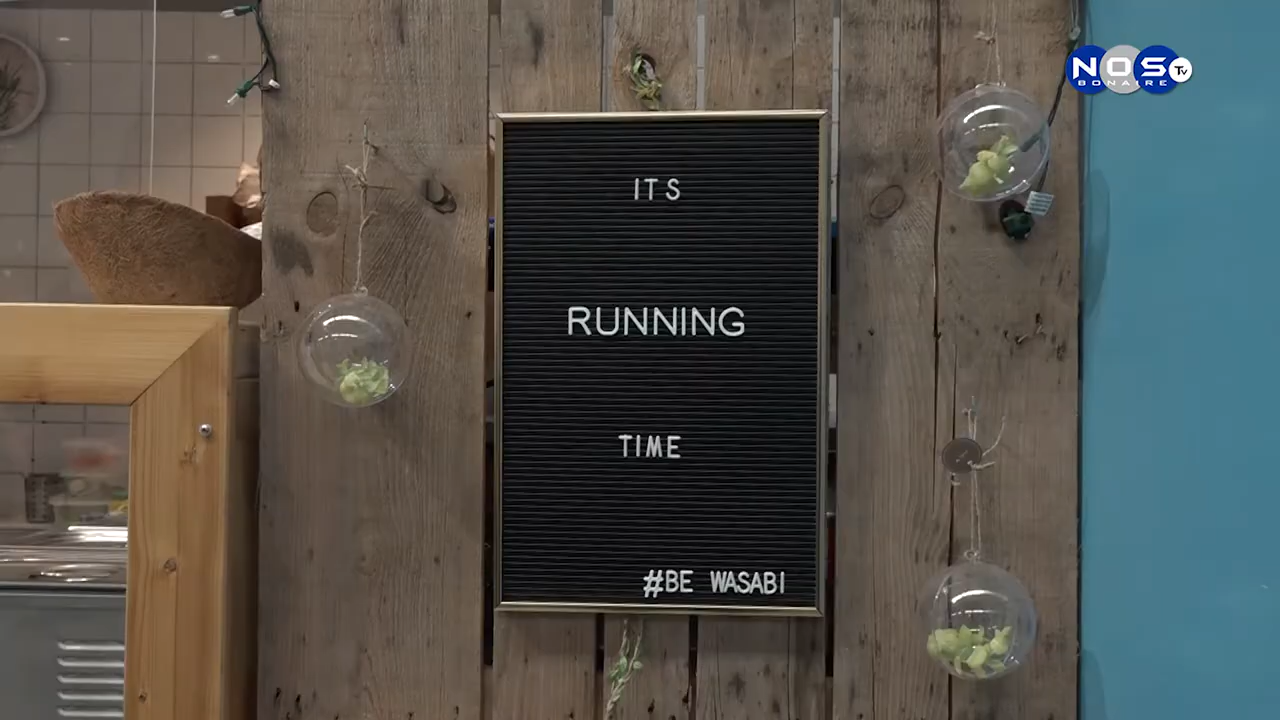 NOS TV
BONAIRE
ITS
RUNNING
TIME
#BE WASABI